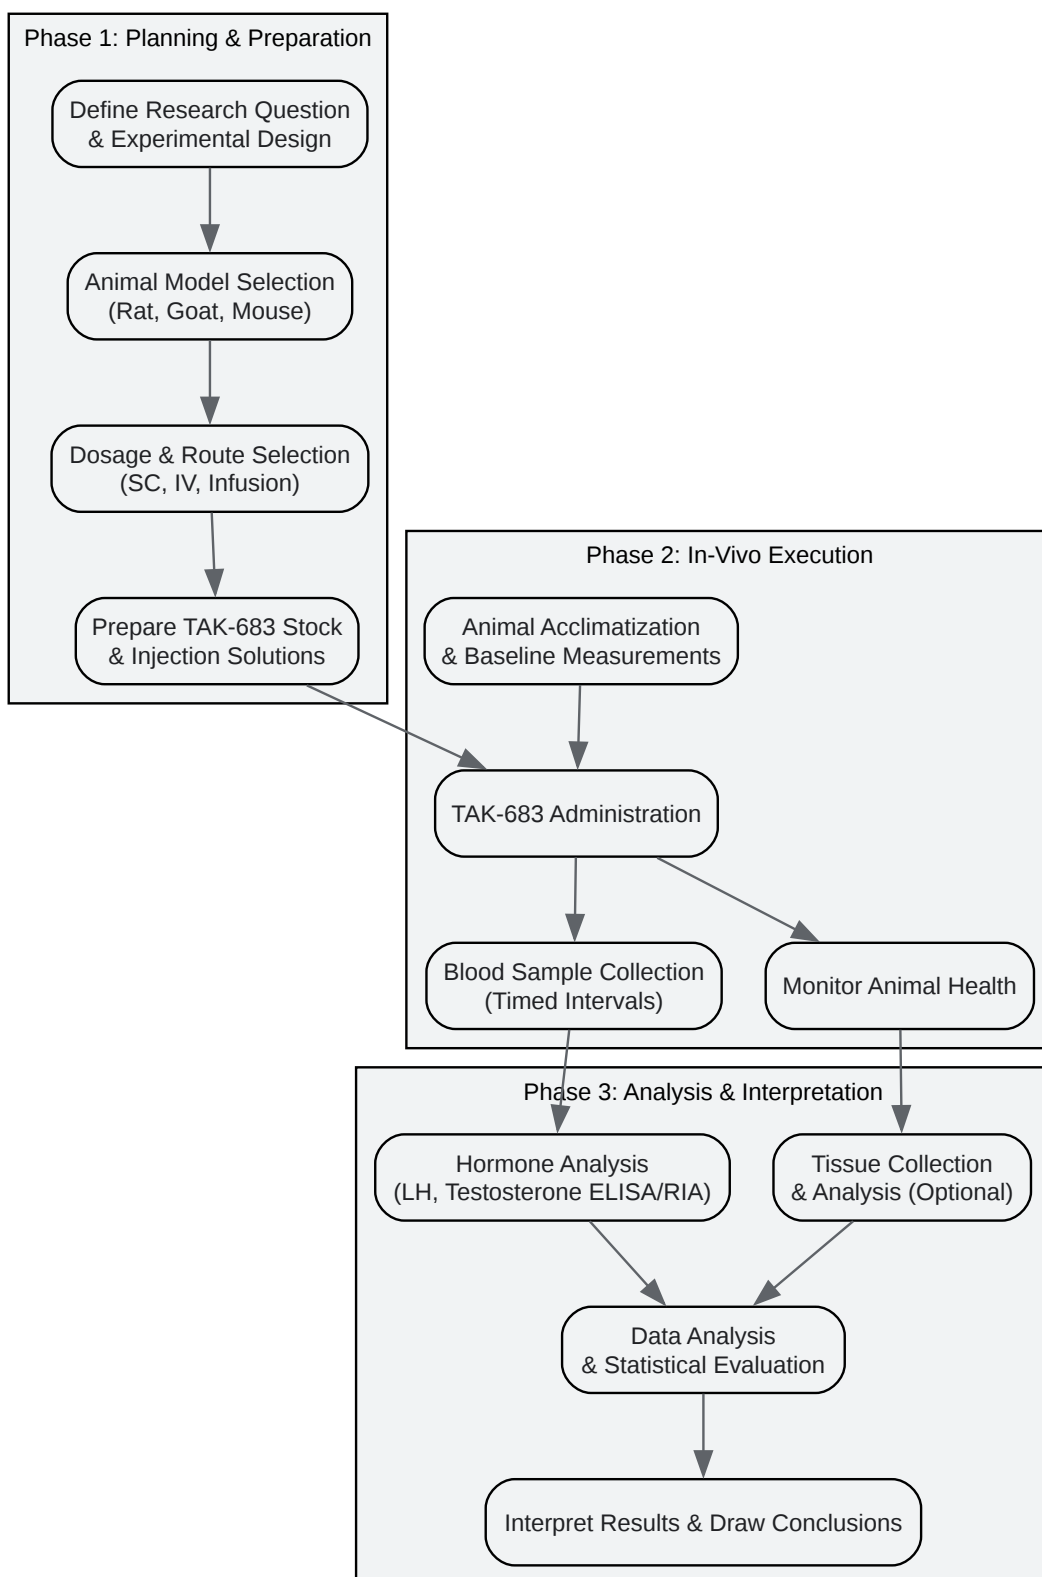 Phase 1: Planning & Preparation
Define Research Question
& Experimental Design
Animal Model Selection
(Rat, Goat, Mouse)
Dosage & Route Selection
(SC, IV, Infusion)
Prepare TAK-683 Stock
& Injection Solutions
Phase 2: In-Vivo Execution
Animal Acclimatization
& Baseline Measurements
TAK-683 Administration
Blood Sample Collection
(Timed Intervals)
Monitor Animal Health
Phase 3: Analysis & Interpretation
Hormone Analysis
(LH, Testosterone ELISA/RIA)
Tissue Collection
& Analysis (Optional)
Data Analysis
& Statistical Evaluation
Interpret Results & Draw Conclusions